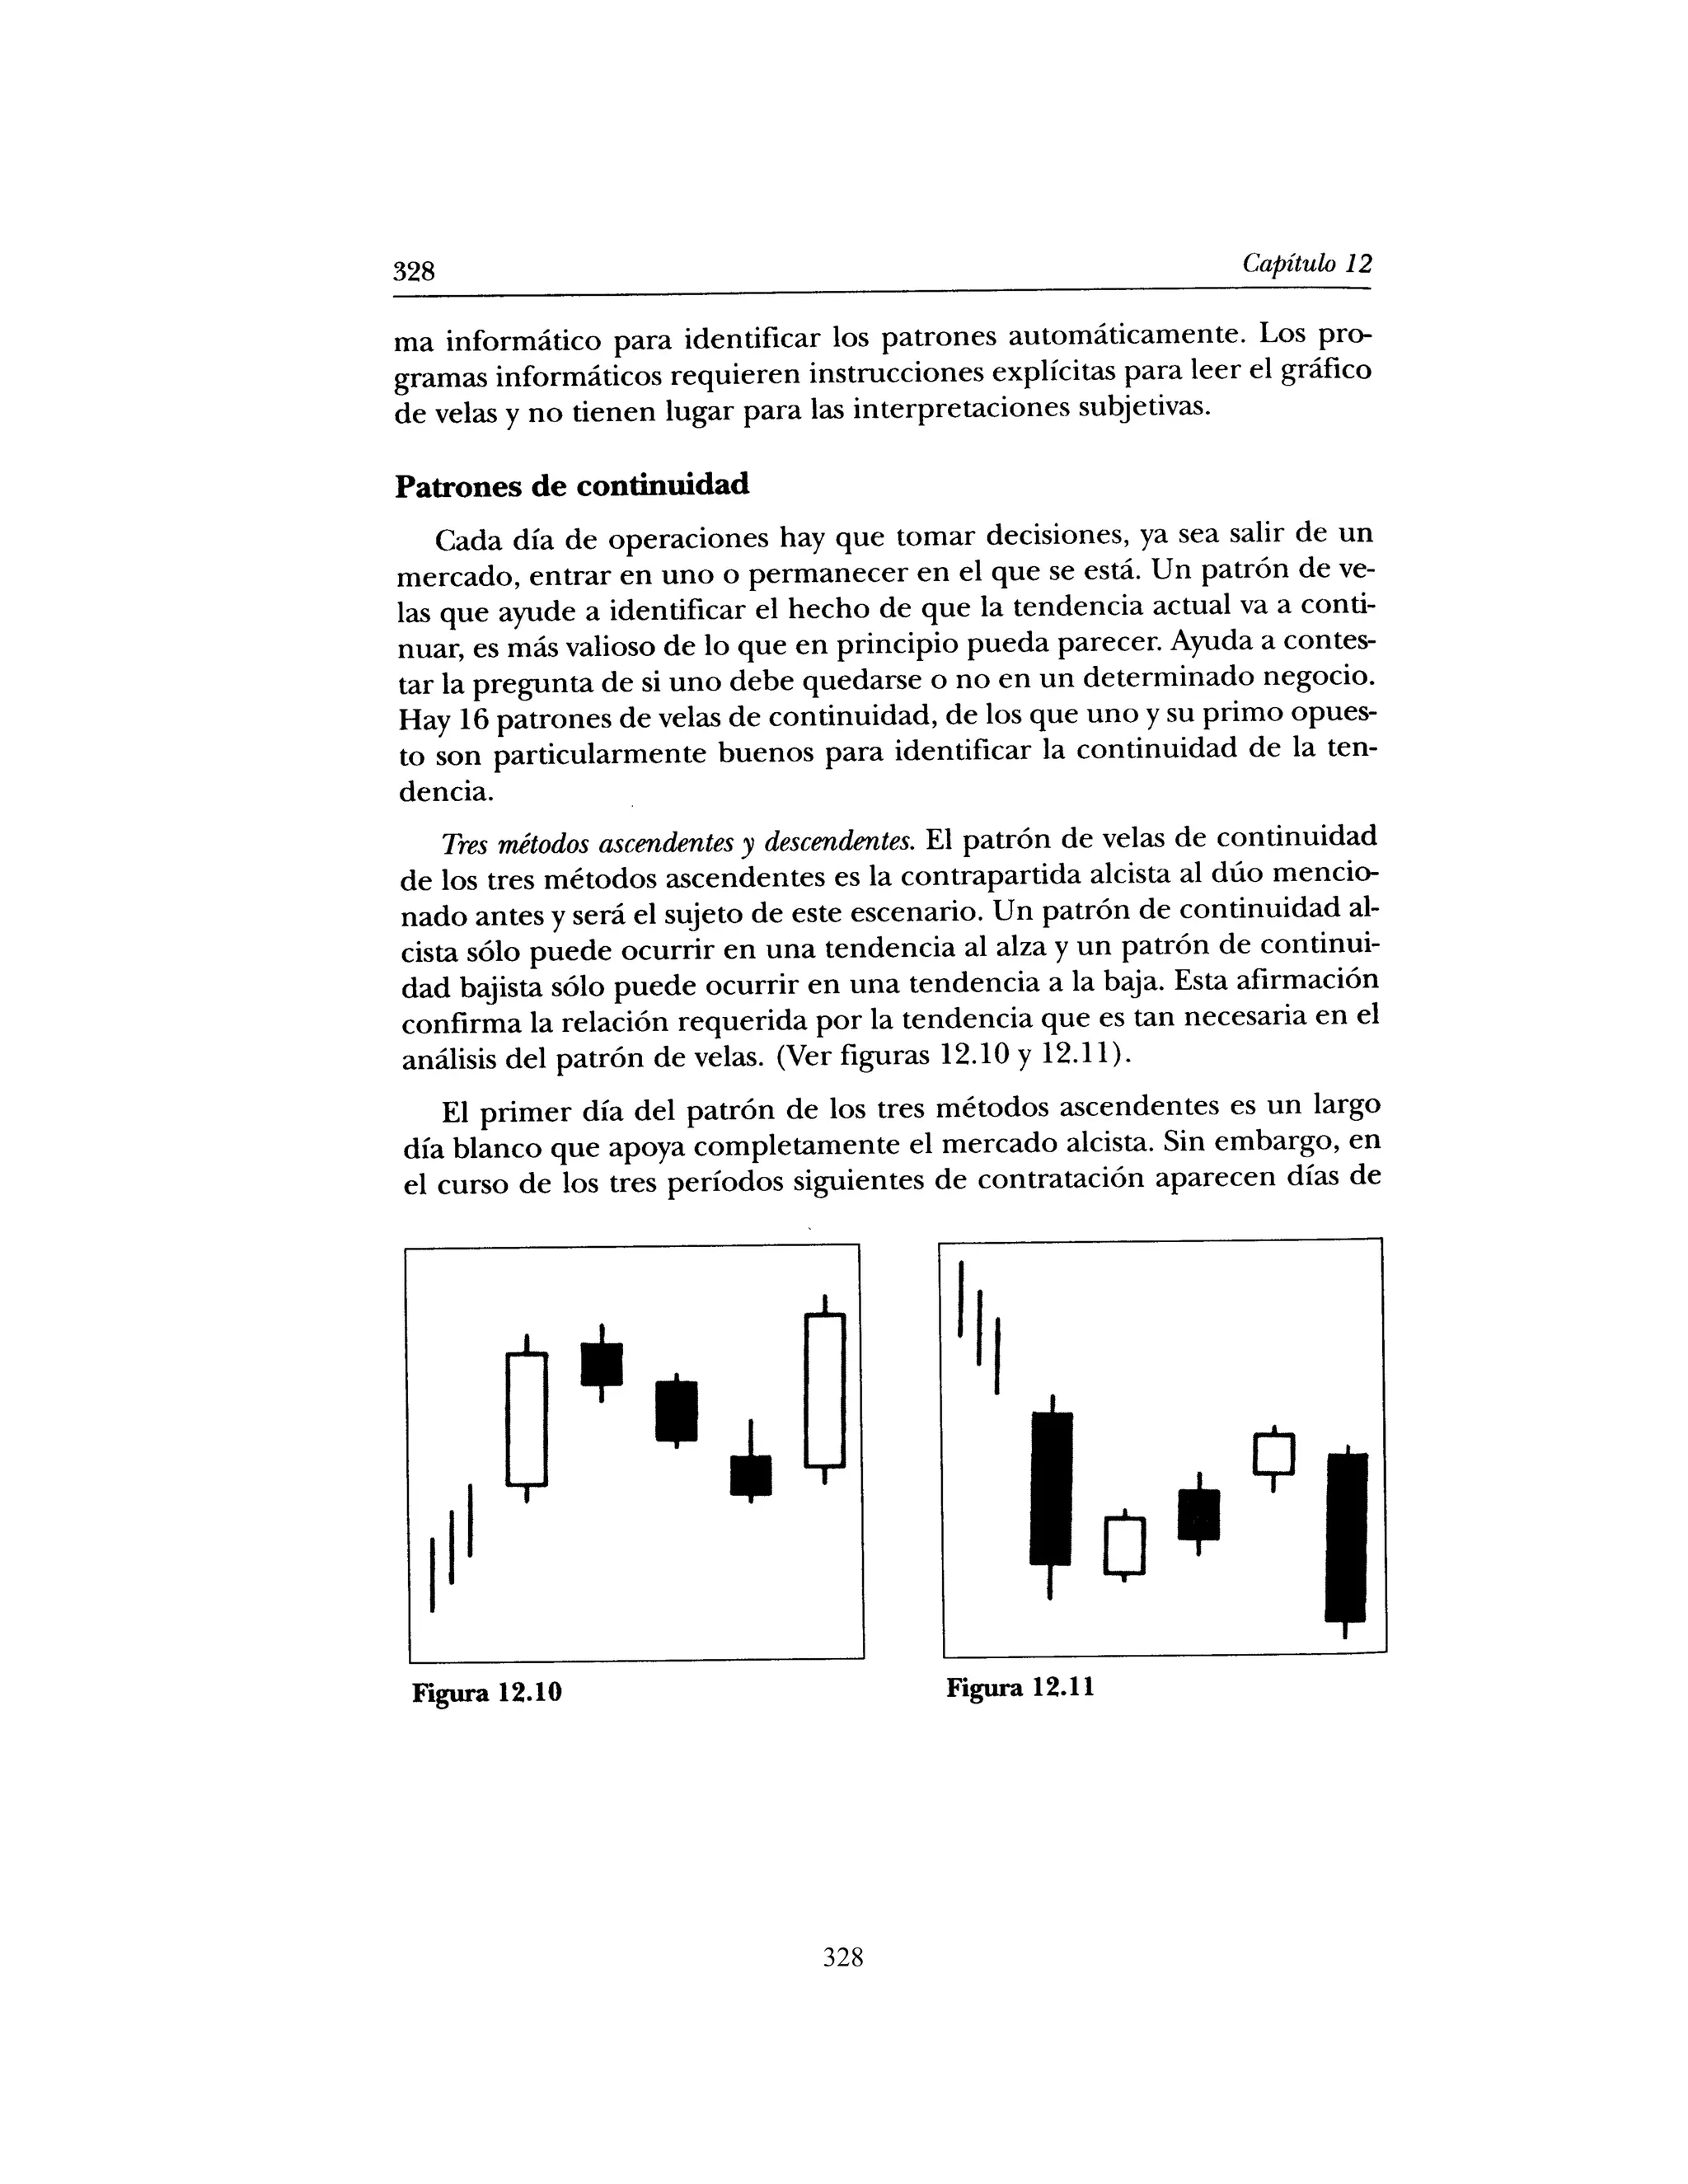 328 Capítulo 12
ma informático para identificar los patrones automáticamente. Los pro-
gramas informáticos requieren instrucciones explícitas para leer el gráfico
de velas y no tienen lugar para las interpretaciones subjetivas.
Patrones de continuidad
Cada día de operaciones hay que tomar decisiones, ya sea salir de un
mercado, entrar en uno o permanecer en el que se está. Un patrón de ve-
las que ayude a identificar el hecho de que la tendencia actual va a conti-
nuar, es más valioso de lo que en principio pueda parecer. Ayuda a contes-
tar la pregunta de si uno debe quedarse o no en un determinado negocio.
Hay 16 patrones de velas de continuidad, de los que uno y su primo opues-
to son particularmente buenos para identificar la continuidad de la ten-
dencia.
Tres métodos ascendentes y descendentes. El patrón de velas de continuidad
de los tres métodos ascendentes es la contrapartida alcista al dúo mencio-
nado antes y será el sujeto de este escenario. Un patrón de continuidad al-
cista sólo puede ocurrir en una tendencia al alza y un patrón de continui-
dad bajista sólo puede ocurrir en una tendencia a la baja. Esta afirmación
confirma la relación requerida por la tendencia que es tan necesaria en el
análisis del patrón de velas. (Ver figuras 12.10 y 12.11).
El primer día del patrón de los tres métodos ascendentes es un largo
día blanco que apoya completamente el mercado alcista. Sin embargo, en
el curso de los tres períodos siguientes de contratación aparecen días de
Figura 12.10
Figura 12.11
328